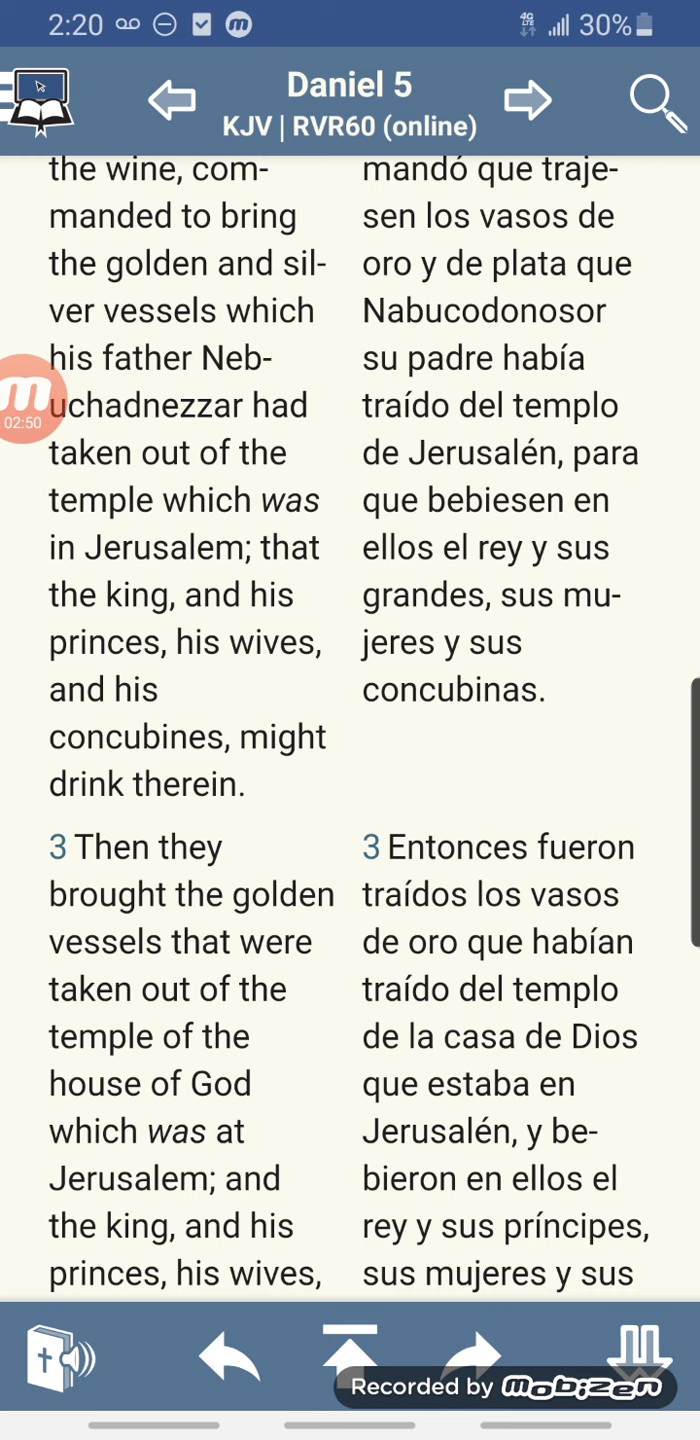 2:20
4G LTE
30%
Daniel 5
KJV | RVR60 (online)
the wine, com-
manded to bring
the golden and sil-
ver vessels which
his father Neb-
uchadnezzar had
taken out of the
temple which was
in Jerusalem; that
the king, and his
princes, his wives,
and his
concubines, might
drink therein.
mandó que traje-
sen los vasos de
oro y de plata que
Nabucodonosor
su padre había
traído del templo
de Jerusalén, para
que bebiesen en
ellos el rey y sus
grandes, sus mu-
jeres y sus
concubinas.
m
02:50
3 Then they
brought the golden
vessels that were
taken out of the
temple of the
house of God
which was at
Jerusalem; and
the king, and his
princes, his wives,
3 Entonces fueron
traídos los vasos
de oro que habían
traído del templo
de la casa de Dios
que estaba en
Jerusalén, y be-
bieron en ellos el
rey y sus príncipes,
sus mujeres y sus
Recorded by mobizen